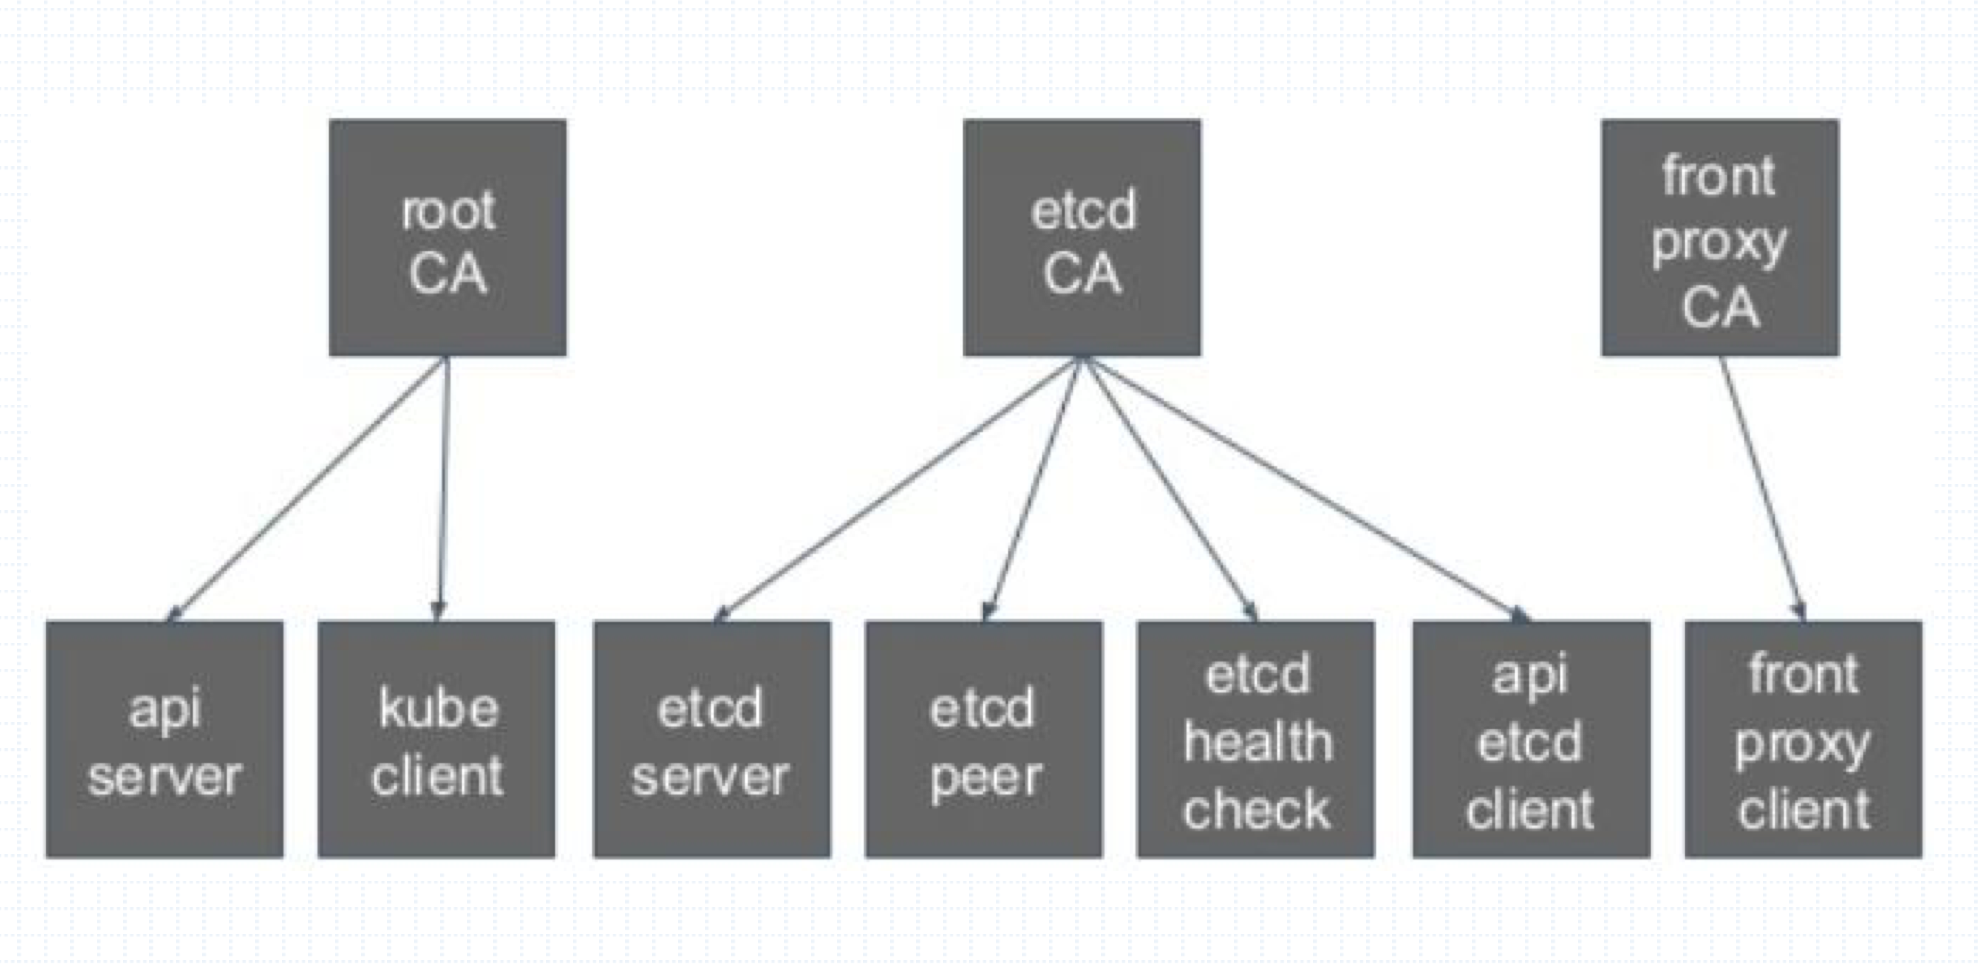 root
CA
etcd
CA
front
proxy
CA
api
server
kube
client
etcd
server
etcd
peer
etcd
health
check
api
etcd
client
front
proxy
client